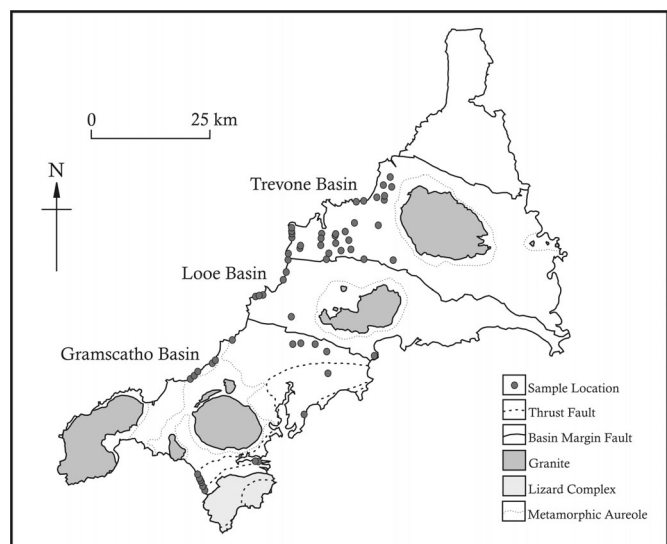 0 25 km
N
Trevone Basin
Looe Basin
Gramscatho Basin
Sample Location
Thrust Fault
Basin Margin Fault
Granite
Lizard Complex
Metamorphic Aureole